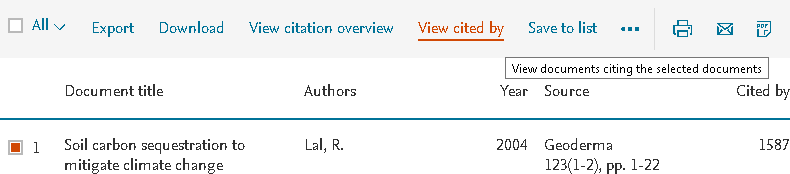 All Export Download View citation overview View cited by Save to list •••
View documents citing the selected documents
Document title Authors Year Source Cited by
1 Soil carbon sequestration to Lal, R. 2004 Geoderma 1587
mitigate climate change 123(1-2), pp. 1-22